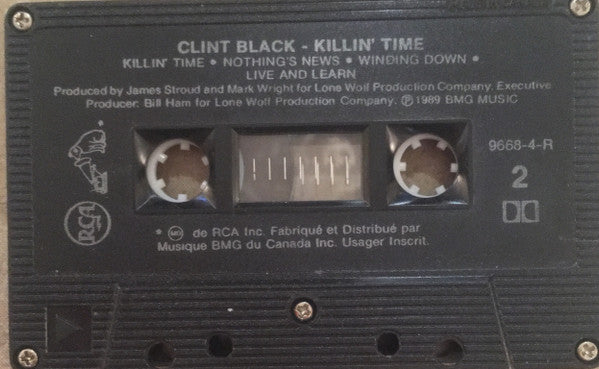 CLINT BLACK - KILLIN' TIME
KILLIN' TIME • NOTHING'S NEWS • WINDING DOWN •
LIVE AND LEARN
Produced by James Stroud and Mark Wright for Lone Wolf Production Company. Executive
Producer: Bill Ham for Lone Wolf Production Company. ℗ 1989 BMG MUSIC
9668-4-R
2
RCA
* MD de RCA Inc. Fabriqué et Distribué par
Musique BMG du Canada Inc. Usager Inscrit.